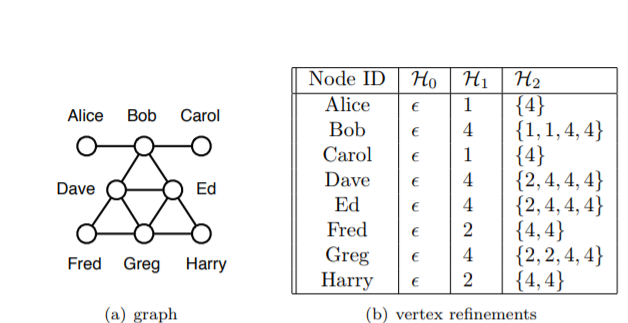 Alice Bob Carol
Dave Ed
Fred Greg Harry
(a) graph
Node ID H₀ H₁ H₂
Alice ϵ 1 {4}
Bob ϵ 4 {1, 1, 4, 4}
Carol ϵ 1 {4}
Dave ϵ 4 {2, 4, 4, 4}
Ed ϵ 4 {2, 4, 4, 4}
Fred ϵ 2 {4, 4}
Greg ϵ 4 {2, 2, 4, 4}
Harry ϵ 2 {4, 4}
(b) vertex refinements